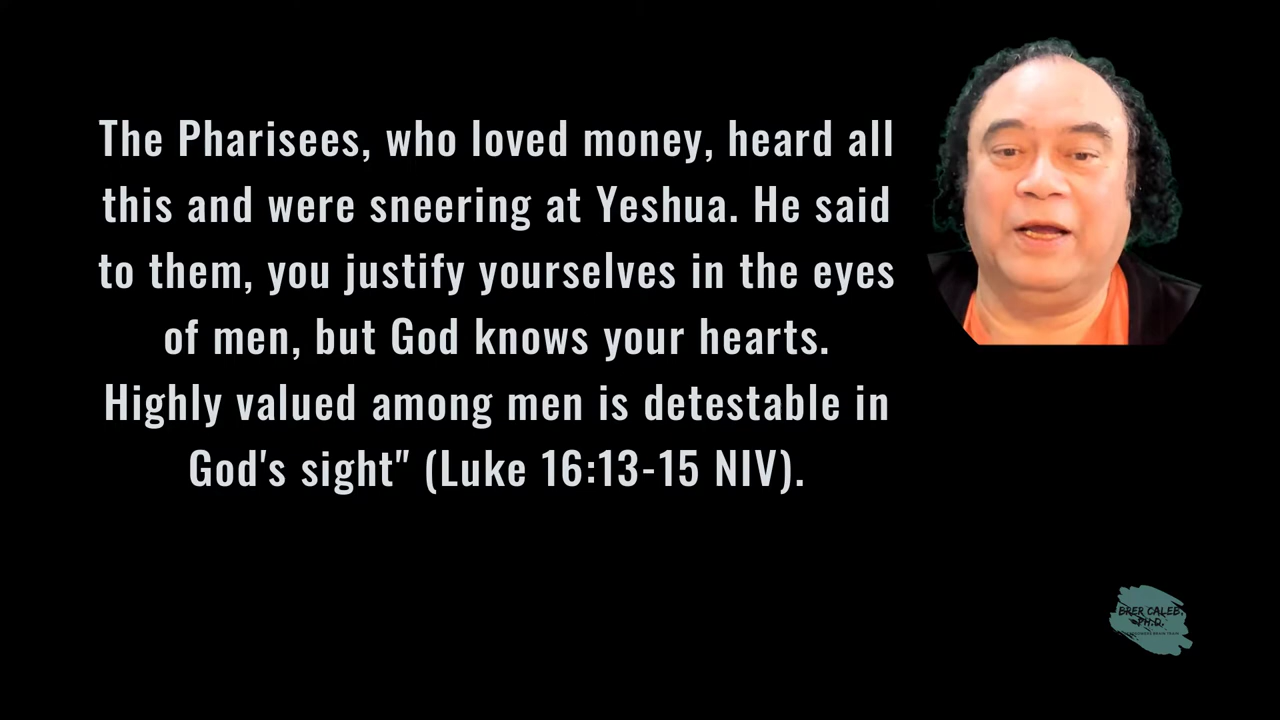 The Pharisees, who loved money, heard all
this and were sneering at Yeshua. He said
to them, you justify yourselves in the eyes
of men, but God knows your hearts.
Highly valued among men is detestable in
God's sight" (Luke 16:13-15 NIV).
BRER CALEB,
PH.D.